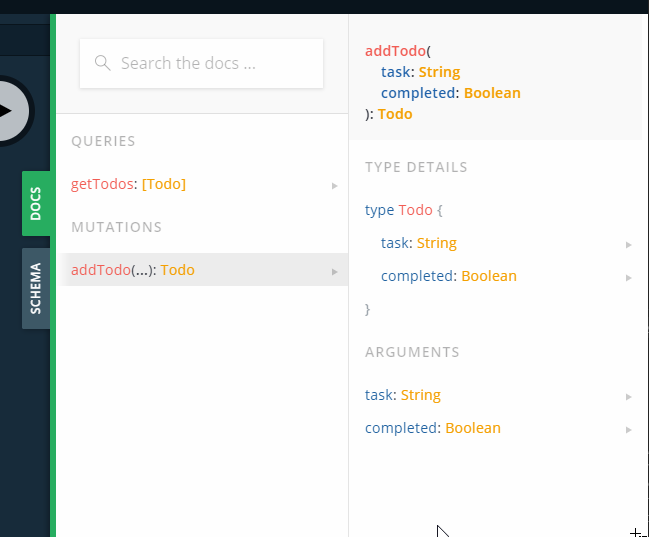 DOCS
SCHEMA
Search the docs ...
QUERIES
getTodos: [Todo]
MUTATIONS
addTodo(...): Todo
addTodo(
task: String
completed: Boolean
): Todo
TYPE DETAILS
type Todo {
task: String
completed: Boolean
}
ARGUMENTS
task: String
completed: Boolean